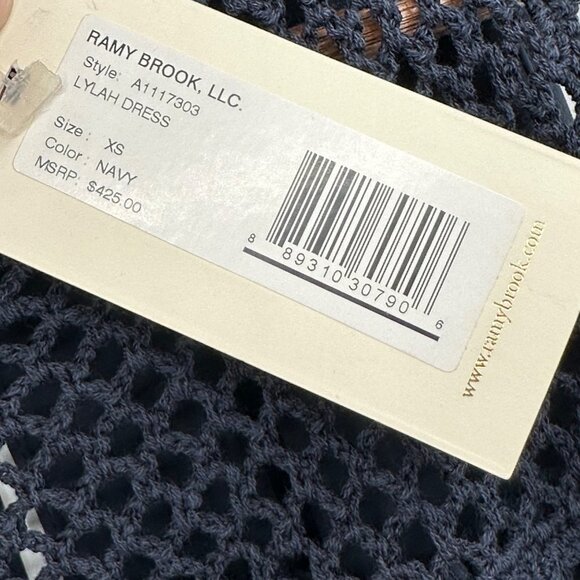 RAMY BROOK, LLC.
Style: A1117303
LYLAH DRESS
Size: XS
Color: NAVY
MSRP: $425.00
8 89310 30790 6
www.ramybrook.com